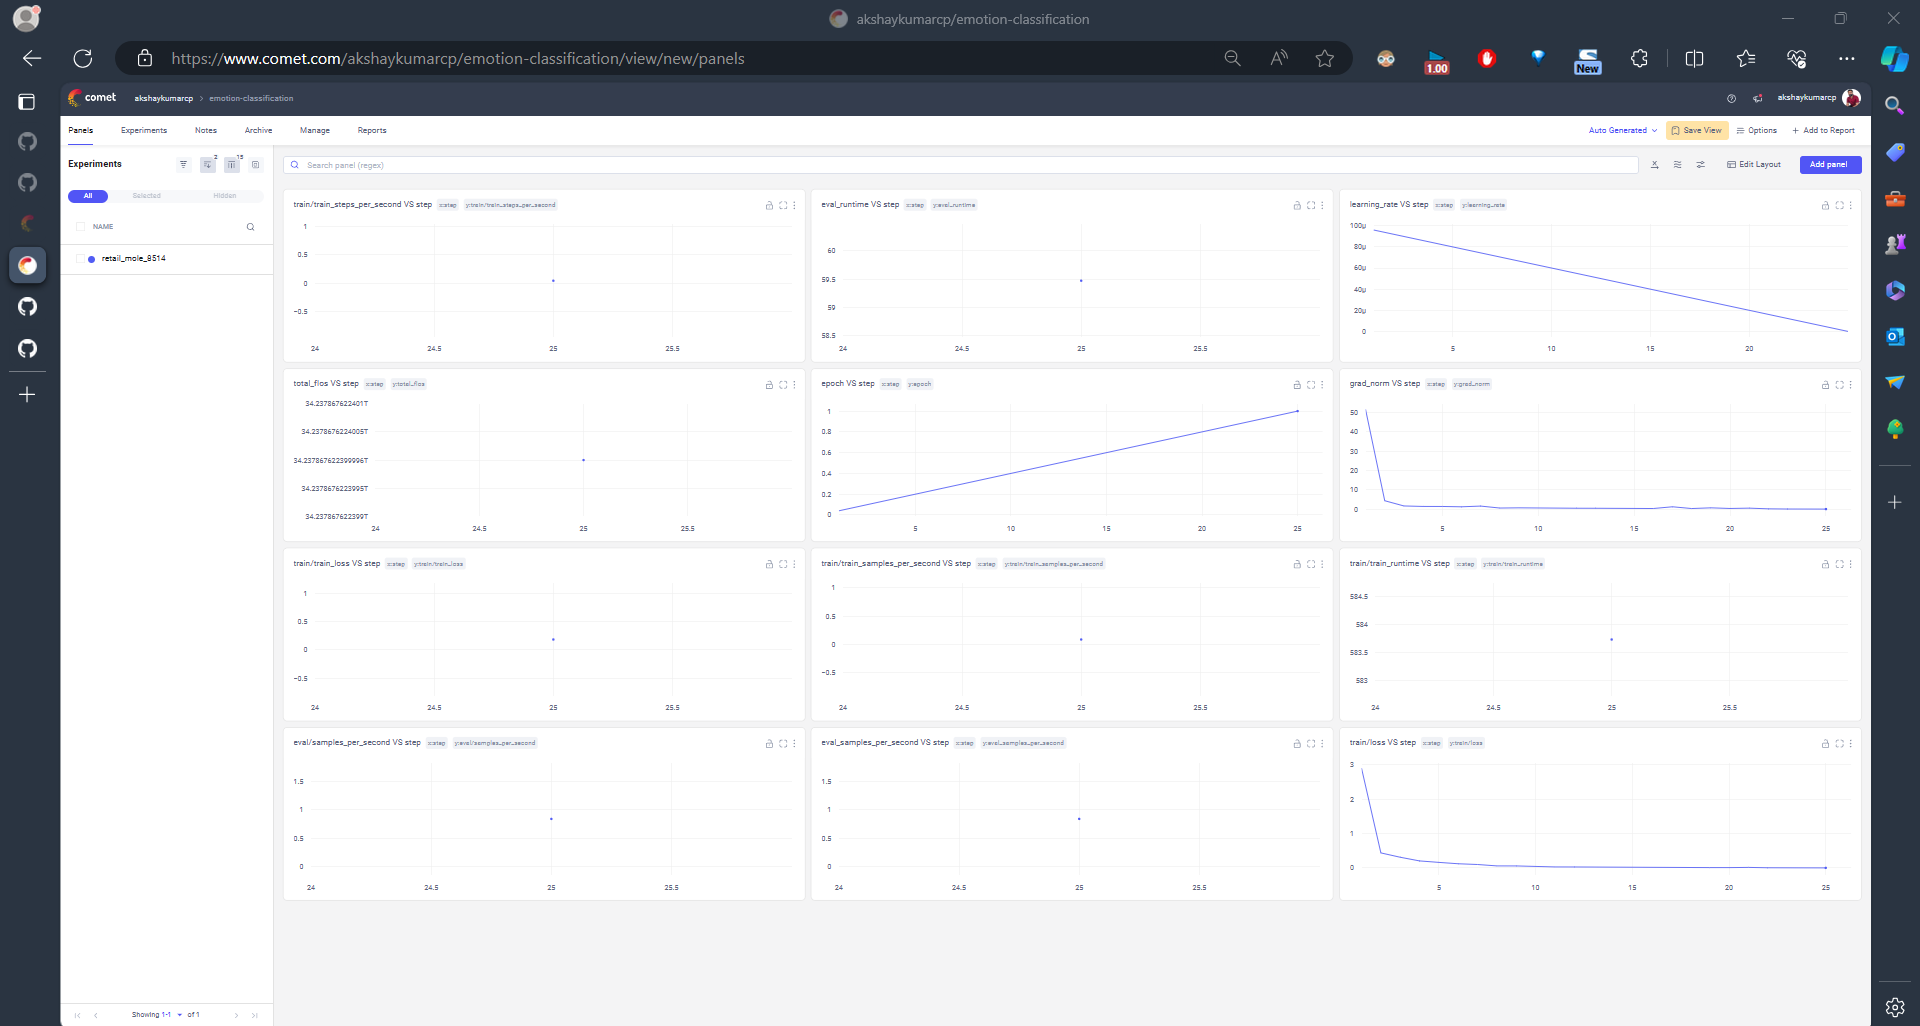 akshaykumarcp/emotion-classification
https://www.comet.com/akshaykumarcp/emotion-classification/view/new/panels
1.00
New
comet akshaykumarcp > emotion-classification
akshaykumarcp
Panels Experiments Notes Archive Manage Reports
Auto Generated Save View Options + Add to Report
Experiments 2 15
Search panel (regex)
Edit Layout Add panel
All Selected Hidden
NAME
retail_mole_8514
Showing 1-1 of 1
train/train_steps_per_second VS step x:step y:train/train_steps_per_second
1
0.5
0
−0.5
24 24.5 25 25.5
eval_runtime VS step x:step y:eval_runtime
60
59.5
59
58.5
24 24.5 25 25.5
learning_rate VS step x:step y:learning_rate
100μ
80μ
60μ
40μ
20μ
0
5 10 15 20
total_flos VS step x:step y:total_flos
34.237867622401T
34.2378676224005T
34.237867622399996T
34.2378676223995T
34.237867622399T
24 24.5 25 25.5
epoch VS step x:step y:epoch
1
0.8
0.6
0.4
0.2
0
5 10 15 20 25
grad_norm VS step x:step y:grad_norm
50
40
30
20
10
0
5 10 15 20 25
train/train_loss VS step x:step y:train/train_loss
1
0.5
0
−0.5
24 24.5 25 25.5
train/train_samples_per_second VS step x:step y:train/train_samples_per_second
1
0.5
0
−0.5
24 24.5 25 25.5
train/train_runtime VS step x:step y:train/train_runtime
584.5
584
583.5
583
24 24.5 25 25.5
eval/samples_per_second VS step x:step y:eval/samples_per_second
1.5
1
0.5
0
24 24.5 25 25.5
eval_samples_per_second VS step x:step y:eval_samples_per_second
1.5
1
0.5
0
24 24.5 25 25.5
train/loss VS step x:step y:train/loss
3
2
1
0
5 10 15 20 25